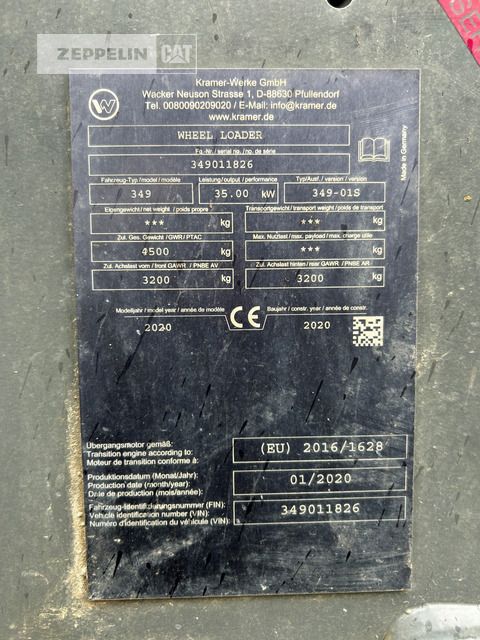 ZEPPELIN CAT
Kramer-Werke GmbH
Wacker Neuson Strasse 1, D-88630 Pfullendorf
Tel. 0080090209020 / E-Mail: info@kramer.de
www.kramer.de
WHEEL LOADER
Fg.-Nr./ serial no./ no. de série
349011826
Made in Germany
Fahrzeug-Typ / model / modèle
Leistung / output / performance
Typ/Ausf. / version / version
349
35.00 kW
349-01S
Eigengewicht / net weight / poids propre
Transportgewicht / transport weight / poids de transport
*** kg
*** kg
Zul. Ges. Gewicht / GWR / PTAC
Max. Nutzlast / max. payload / max. charge utile
4500 kg
*** kg
Zul. Achslast vorn / front GAWR / PNBE AV
Zul. Achslast hinten / rear GAWR / PNBE AR
3200 kg
3200 kg
Modelljahr / model year / année de modèle
CE
Baujahr / constr. year / année de constr.
2020
2020
Übergangsmotor gemäß:
Transition engine according to:
Moteur de transition conforme à:
(EU) 2016/1628
Produktionsdatum (Monat/Jahr):
Production date (month/year):
Date de production (mois/année):
01/2020
Fahrzeug-Identifizierungsnummer (FIN):
Vehicle identification number (VIN):
Numéro d'identification du véhicule (VIN):
349011826